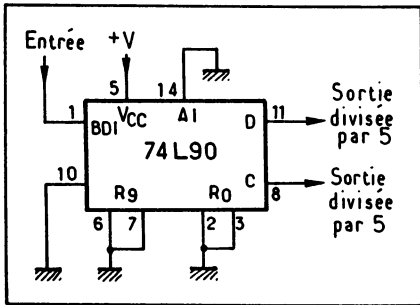 Entrée
+V
5
14
1
BDI
VCC
AI
D
11
Sortie
divisée
par 5
74L90
10
R9
R0
C
8
Sortie
divisée
par 5
6
7
2
3